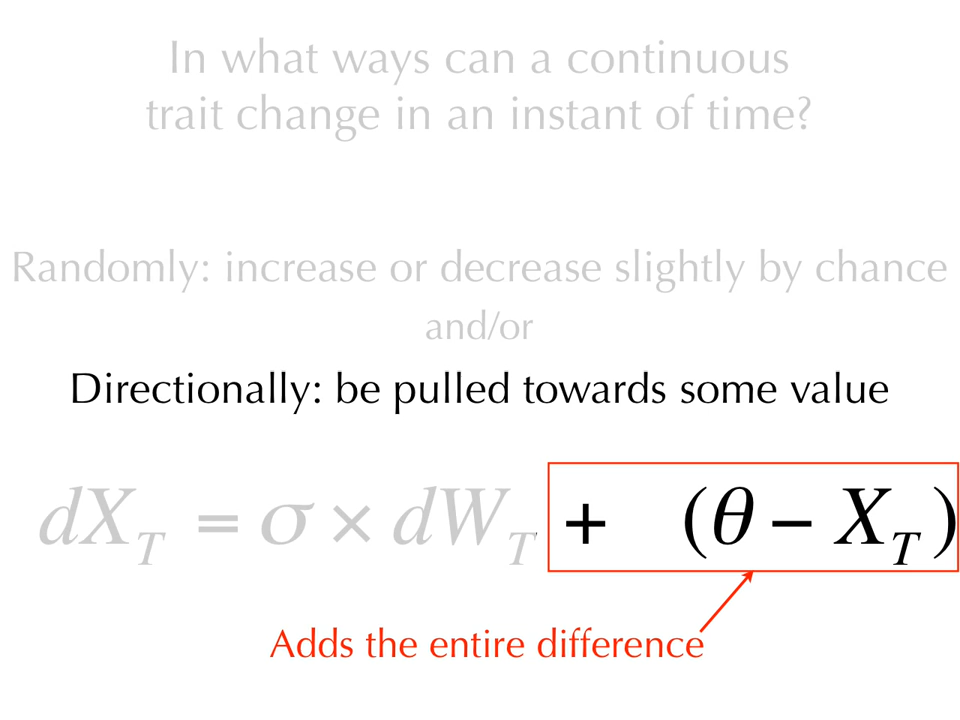 In what ways can a continuous
trait change in an instant of time?
Randomly: increase or decrease slightly by chance
and/or
Directionally: be pulled towards some value
dX_T = σ × dW_T + (θ − X_T)
Adds the entire difference